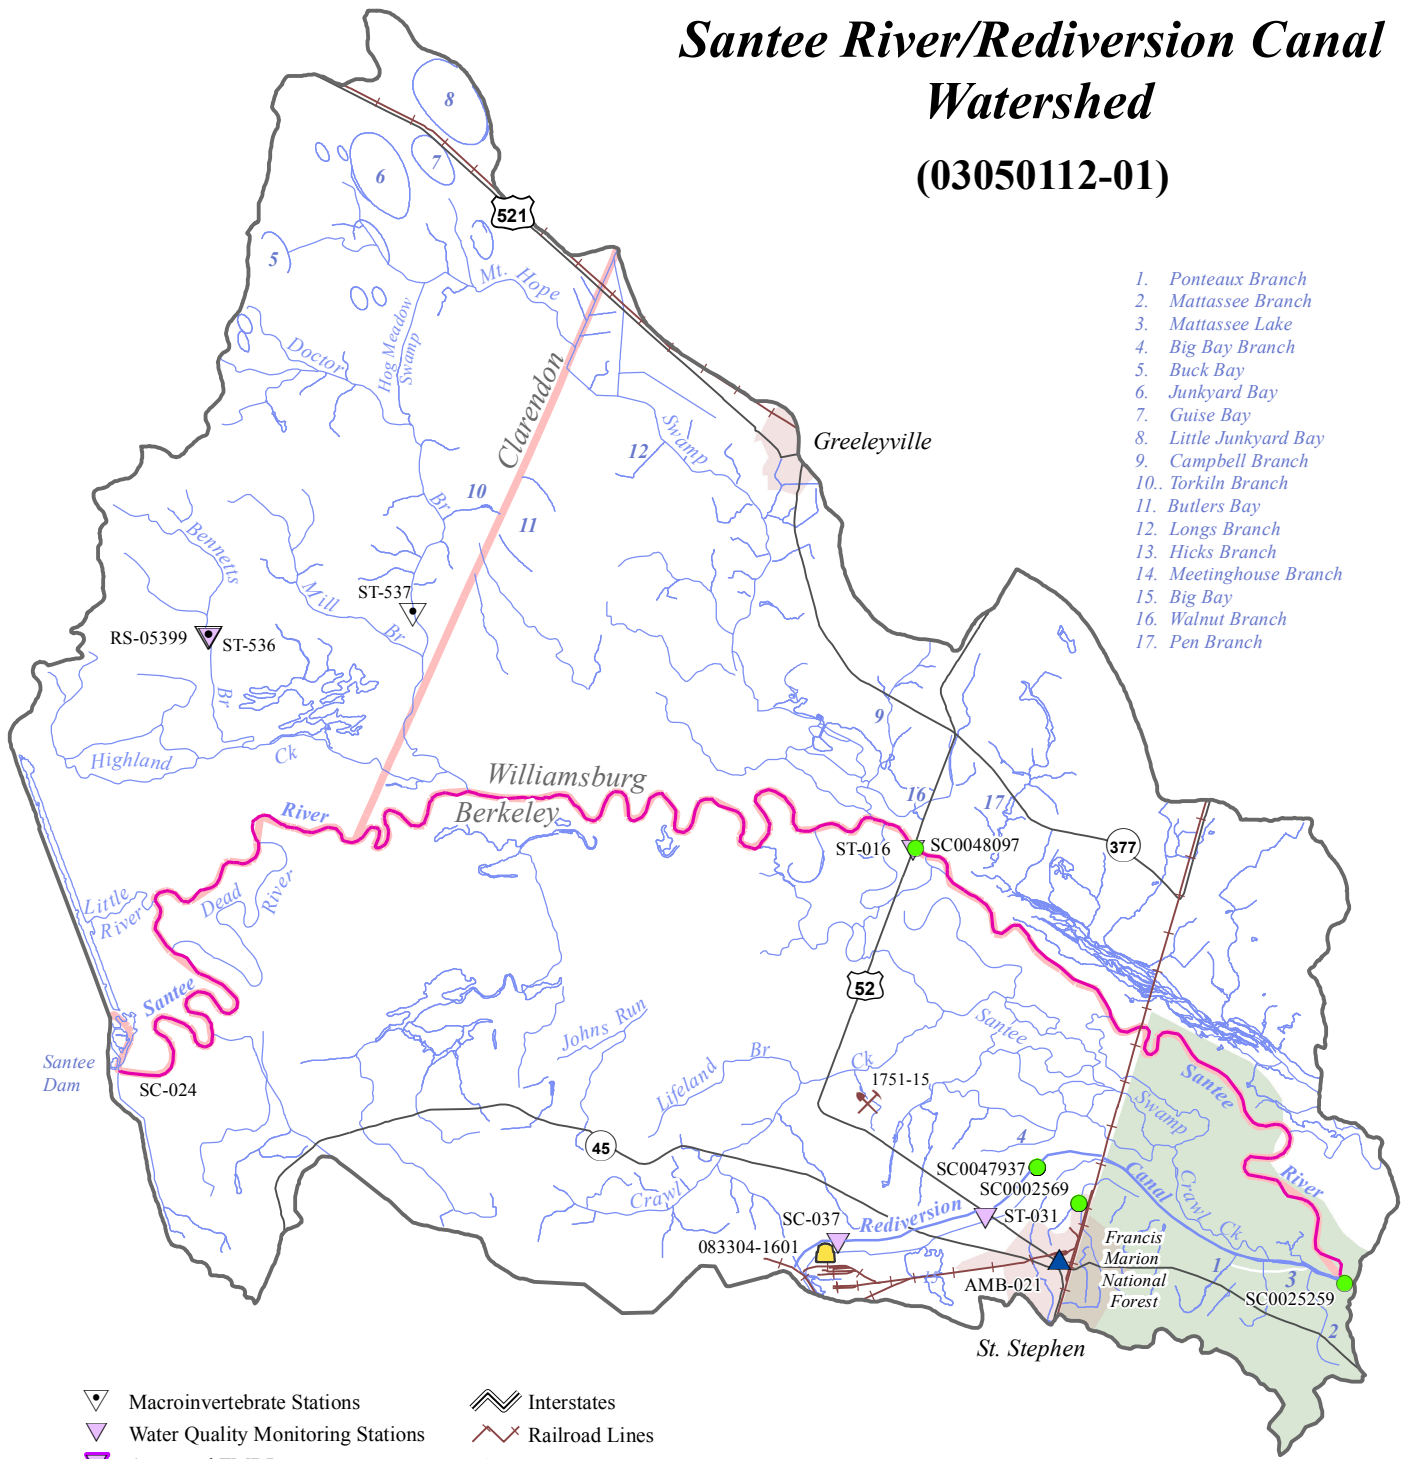 Santee River/Rediversion Canal
Watershed
(03050112-01)
1. Ponteaux Branch
2. Mattassee Branch
3. Mattassee Lake
4. Big Bay Branch
5. Buck Bay
6. Junkyard Bay
7. Guise Bay
8. Little Junkyard Bay
9. Campbell Branch
10.. Torkiln Branch
11. Butlers Bay
12. Longs Branch
13. Hicks Branch
14. Meetinghouse Branch
15. Big Bay
16. Walnut Branch
17. Pen Branch
8
7
6
521
5
Mt. Hope
Hog Meadow
Swamp
Doctor
Clarendon
Swamp
Greeleyville
12
10
Br
11
Bennetts
Mill
ST-537
Br
RS-05399
ST-536
Br
9
Highland
Ck
Williamsburg
Berkeley
River
16
17
ST-016
SC0048097
377
Little
River
Dead
River
Santee
52
Johns Run
Santee
Santee
Dam
SC-024
Lifeland
Br
Ck
1751-15
Santee
Swamp
45
4
SC0047937
SC0002569
Canal
Crawl
Ck
River
Crawl
SC-037
Rediversion
ST-031
083304-1601
Francis
Marion
National
Forest
AMB-021
1
3
SC0025259
2
St. Stephen
Macroinvertebrate Stations
Interstates
Water Quality Monitoring Stations
Railroad Lines